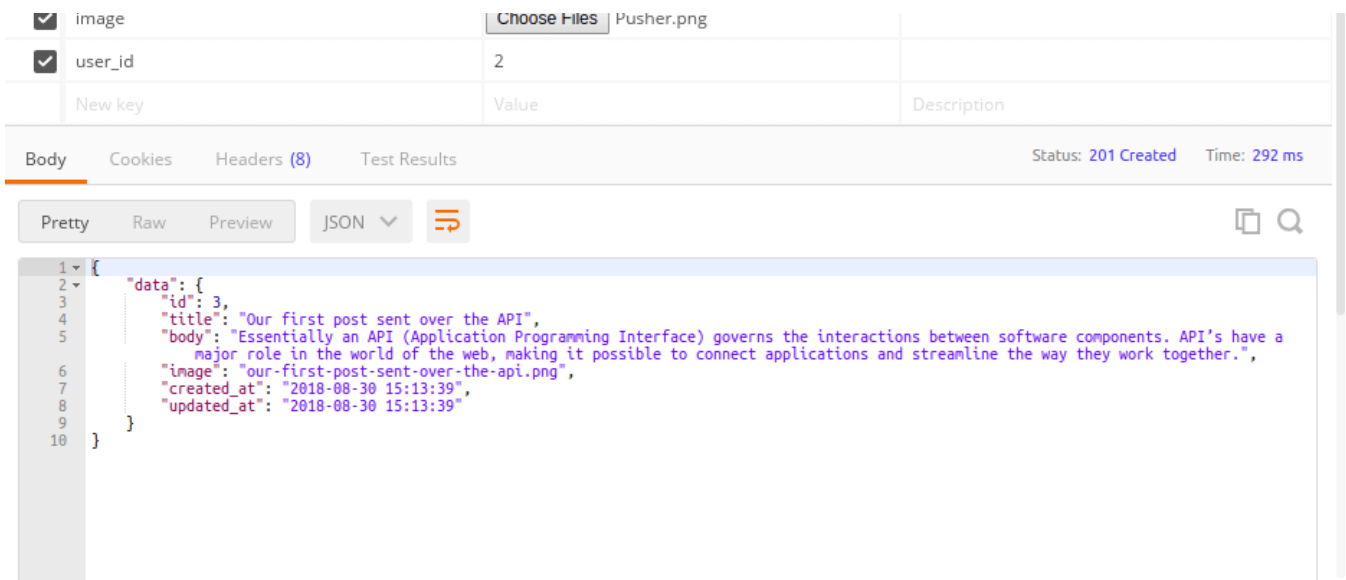 image Choose Files Pusher.png
user_id 2
New key Value Description
Body Cookies Headers (8) Test Results Status: 201 Created Time: 292 ms
Pretty Raw Preview JSON
1 {
2 "data": {
3 "id": 3,
4 "title": "Our first post sent over the API",
5 "body": "Essentially an API (Application Programming Interface) governs the interactions between software components. API’s have a
major role in the world of the web, making it possible to connect applications and streamline the way they work together.",
6 "image": "our-first-post-sent-over-the-api.png",
7 "created_at": "2018-08-30 15:13:39",
8 "updated_at": "2018-08-30 15:13:39"
9 }
10 }